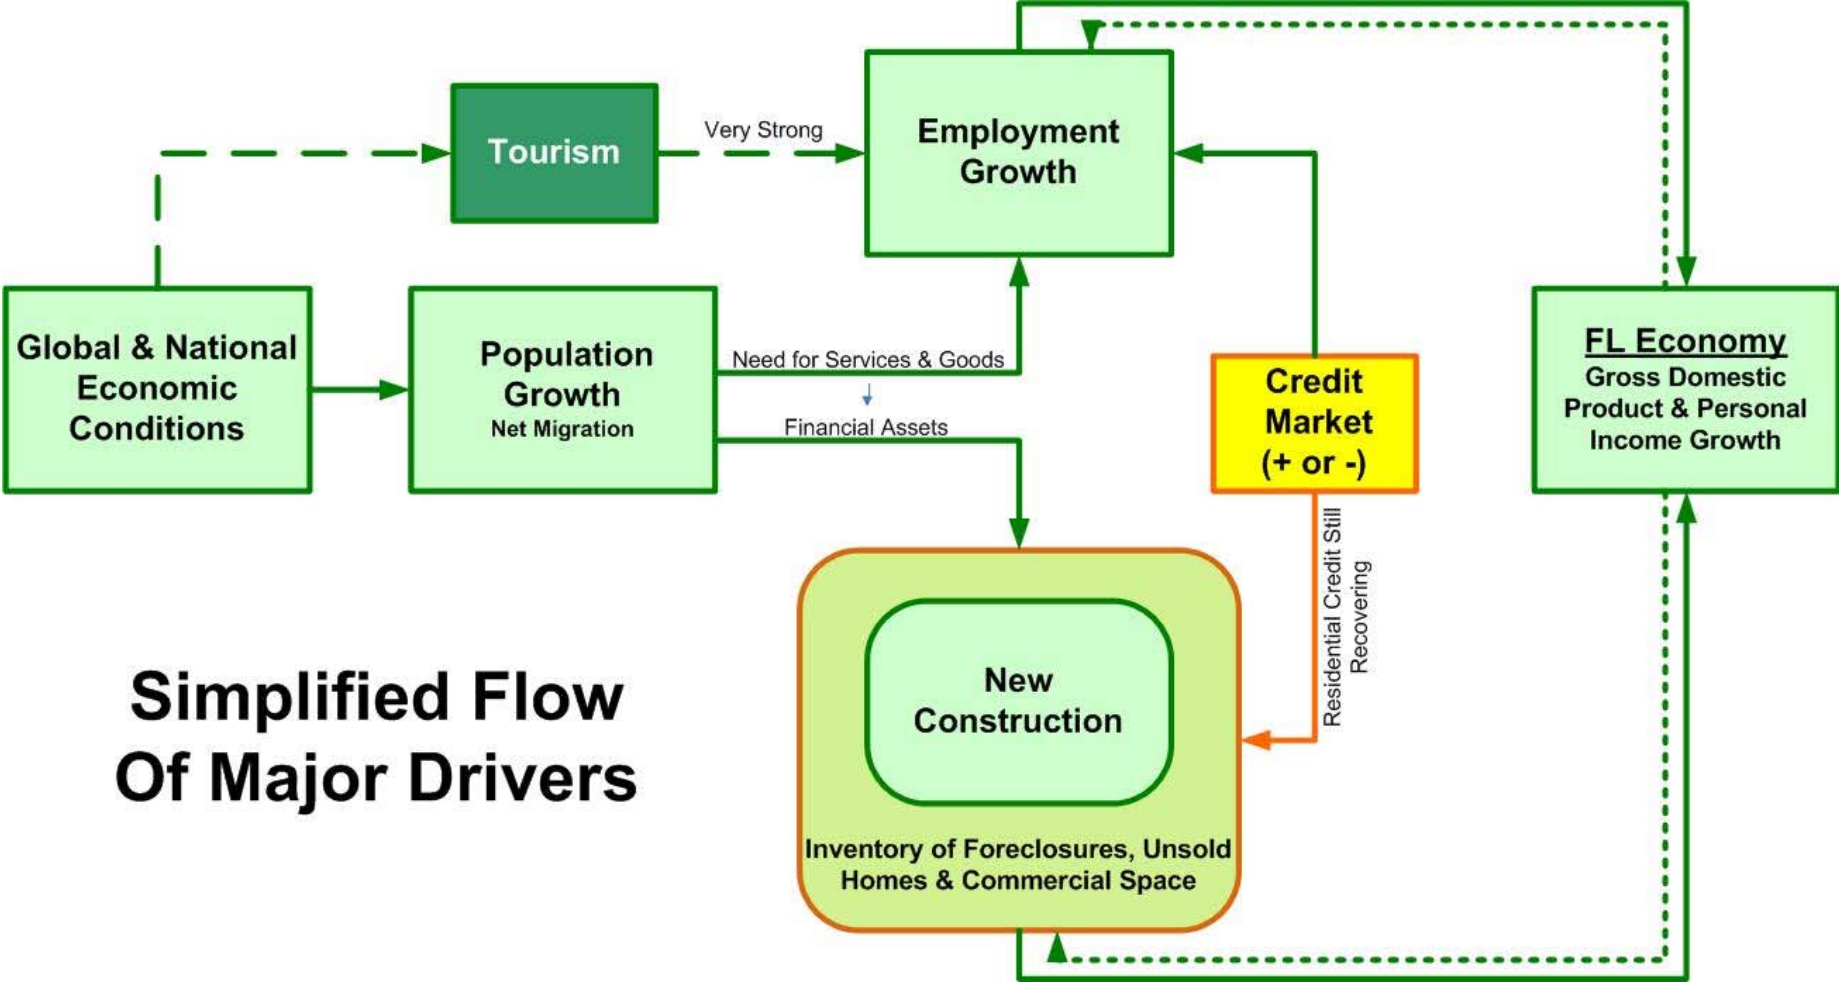 Tourism
Very Strong
Employment
Growth
Global & National
Economic
Conditions
Population
Growth
Net Migration
Need for Services & Goods
Financial Assets
Credit
Market
(+ or -)
FL Economy
Gross Domestic
Product & Personal
Income Growth
Residential Credit Still
Recovering
New
Construction
Inventory of Foreclosures, Unsold
Homes & Commercial Space
Simplified Flow
Of Major Drivers